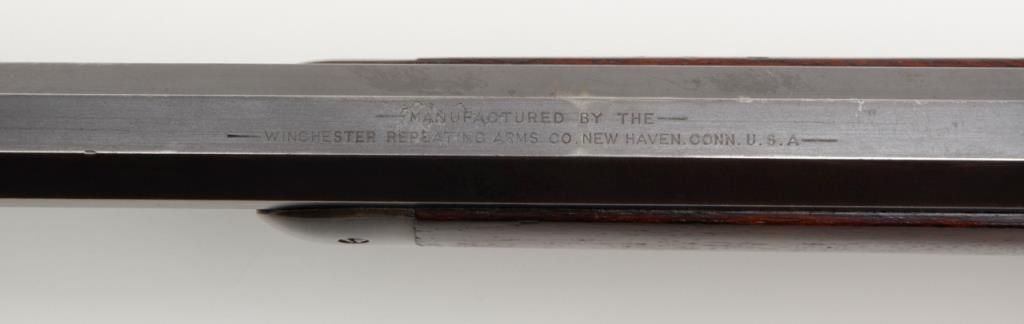 —MANUFACTURED BY THE—
—WINCHESTER REPEATING ARMS CO. NEW HAVEN. CONN. U. S. A—